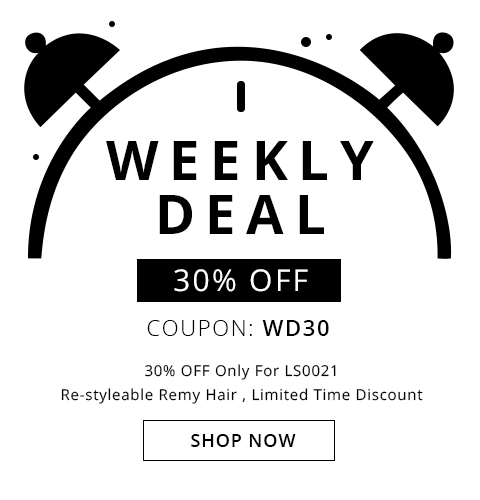 WEEKLY
DEAL
30% OFF
COUPON: WD30
30% OFF Only For LS0021
Re-styleable Remy Hair , Limited Time Discount
SHOP NOW